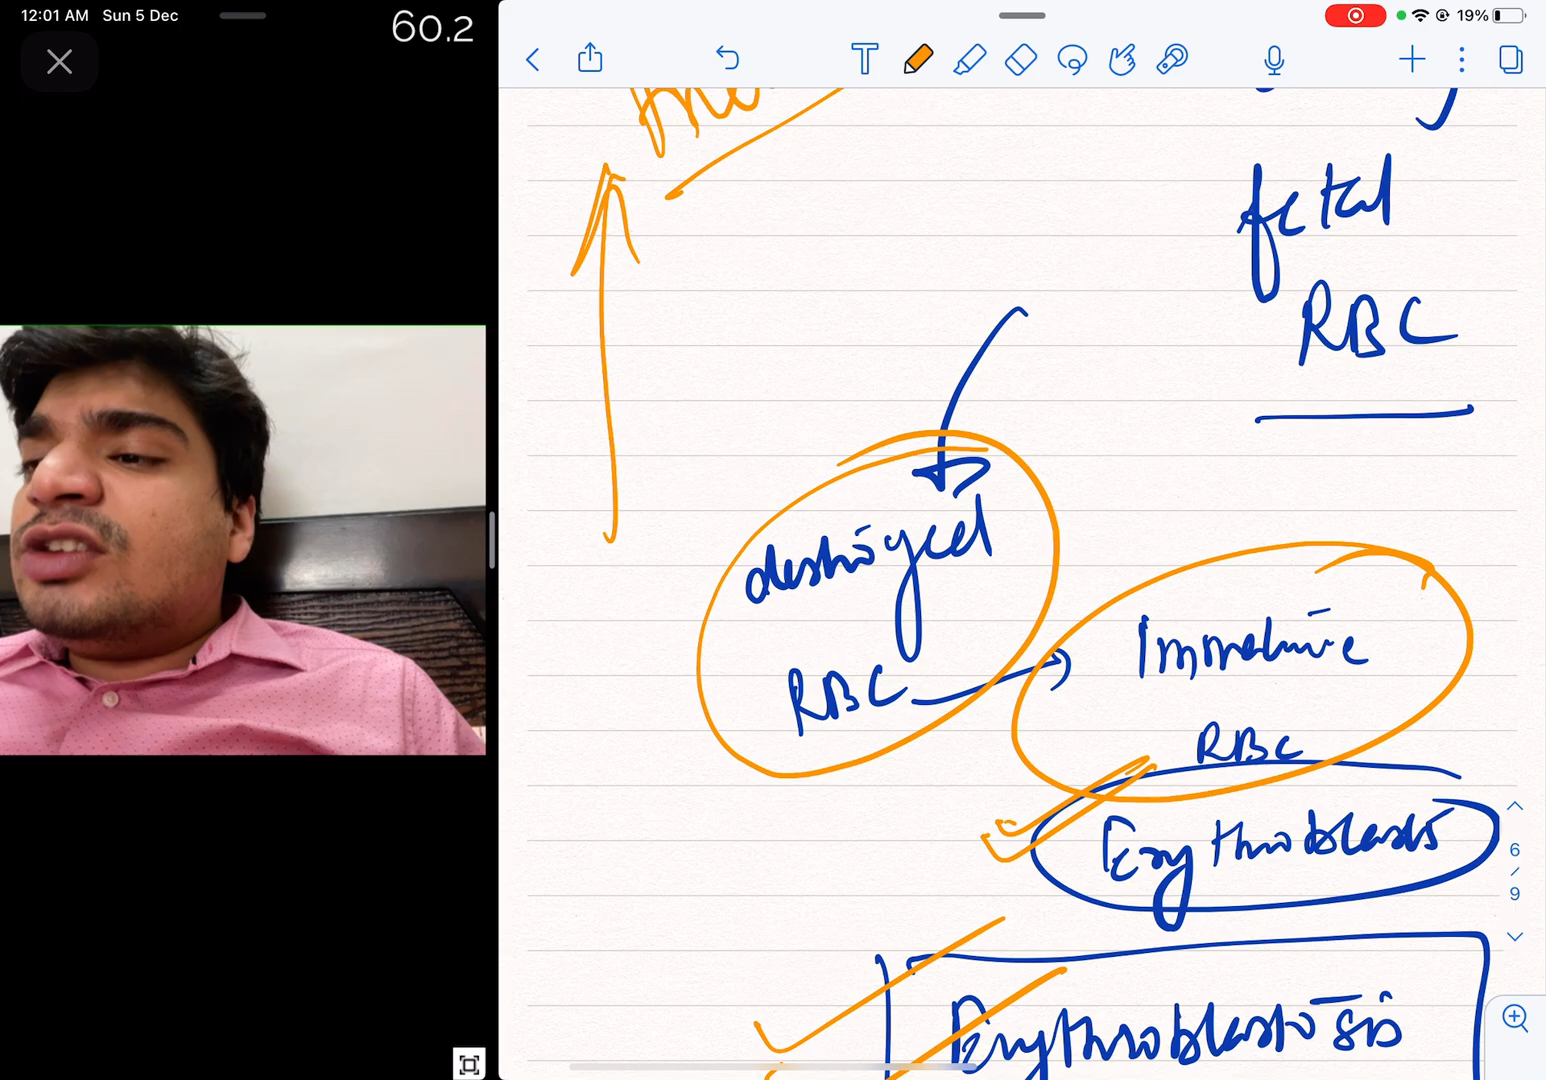 12:01 AM Sun 5 Dec
60.2
19%
T
fetal
RBC
destroyed
RBC
Immature
RBC
Erythroblasts
6
/
9
Erythroblastosis